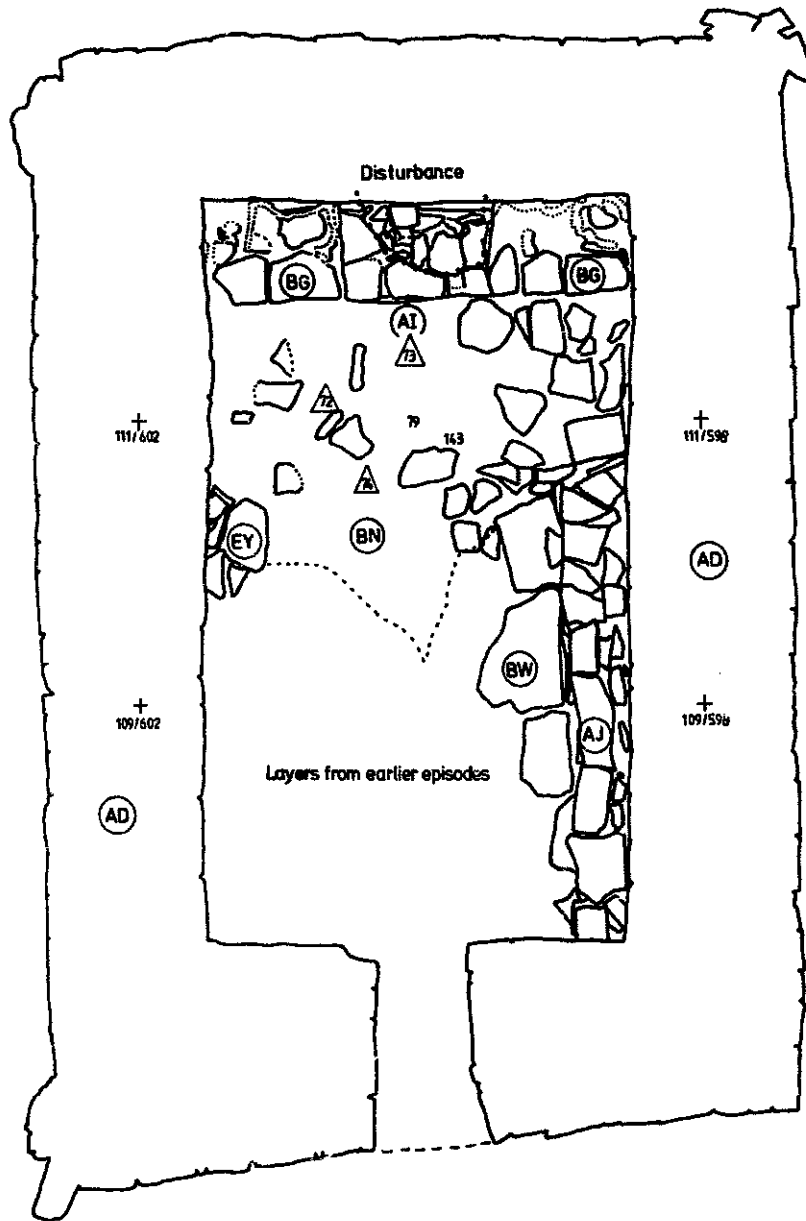 Disturbance
BG
BG
AI
73
72
79
111/602
111/598
143
74
EY
BN
AD
BW
109/602
109/598
AJ
Layers from earlier episodes
AD